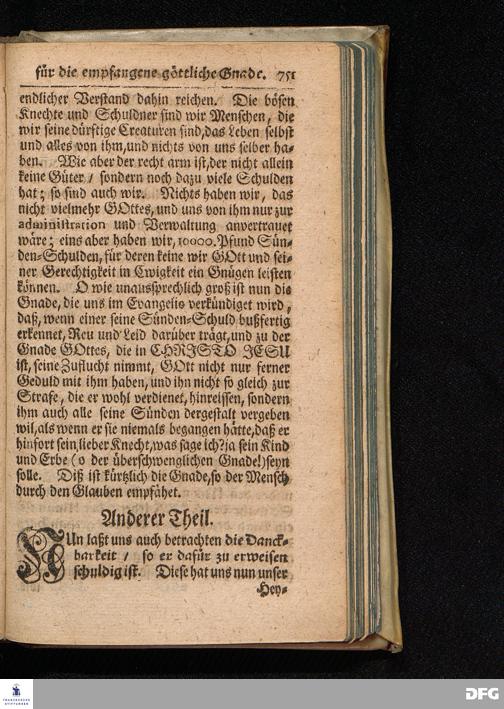 für die empfangene göttliche Gnade. 751
endlicher Verstand dahin reichen. Die bösen
Knechte und Schuldner sind wir Menschen, die
wir seine dürftige Creaturen sind, das Leben selbst
und alles von ihm, und nichts von uns selber ha-
ben. Wie aber der recht arm ist, der nicht allein
keine Güter / sondern noch dazu viele Schulden
hat; so sind auch wir. Nichts haben wir, das
nicht vielmehr GOttes, und uns von ihm nur zur
administration und Verwaltung anvertrauet
wäre; eins aber haben wir, 10000. Pfund Sün-
den-Schulden, für deren keine wir GOtt und sei-
ner Gerechtigkeit in Ewigkeit ein Gnügen leisten
können. O wie unaussprechlich groß ist nun die
Gnade, die uns im Evangelio verkündiget wird,
daß, wenn einer seine Sünden-Schuld bußfertig
erkennet, Reu und Leid darüber trägt, und zu der
Gnade GOttes, die in CHRISTO JESU
ist, seine Zuflucht nimmt, GOtt nicht nur ferner
Geduld mit ihm haben, und ihn nicht so gleich zur
Strafe, die er wohl verdienet, hinreissen, sondern
ihm auch alle seine Sünden dergestalt vergeben
wil, als wenn er sie niemals begangen hätte, daß er
hinfort sein lieber Knecht, was sage ich? ja sein Kind
und Erbe (o der überschwenglichen Gnade!) seyn
solle. Diß ist kürtzlich die Gnade, so der Mensch
durch den Glauben empfähet.
Anderer Theil.
NUn laßt uns auch betrachten die Danck-
barkeit / so er dafür zu erweisen
schuldig ist. Diese hat uns nun unser
Hey-
FRANCKESCHE
STIFTUNGEN
DFG